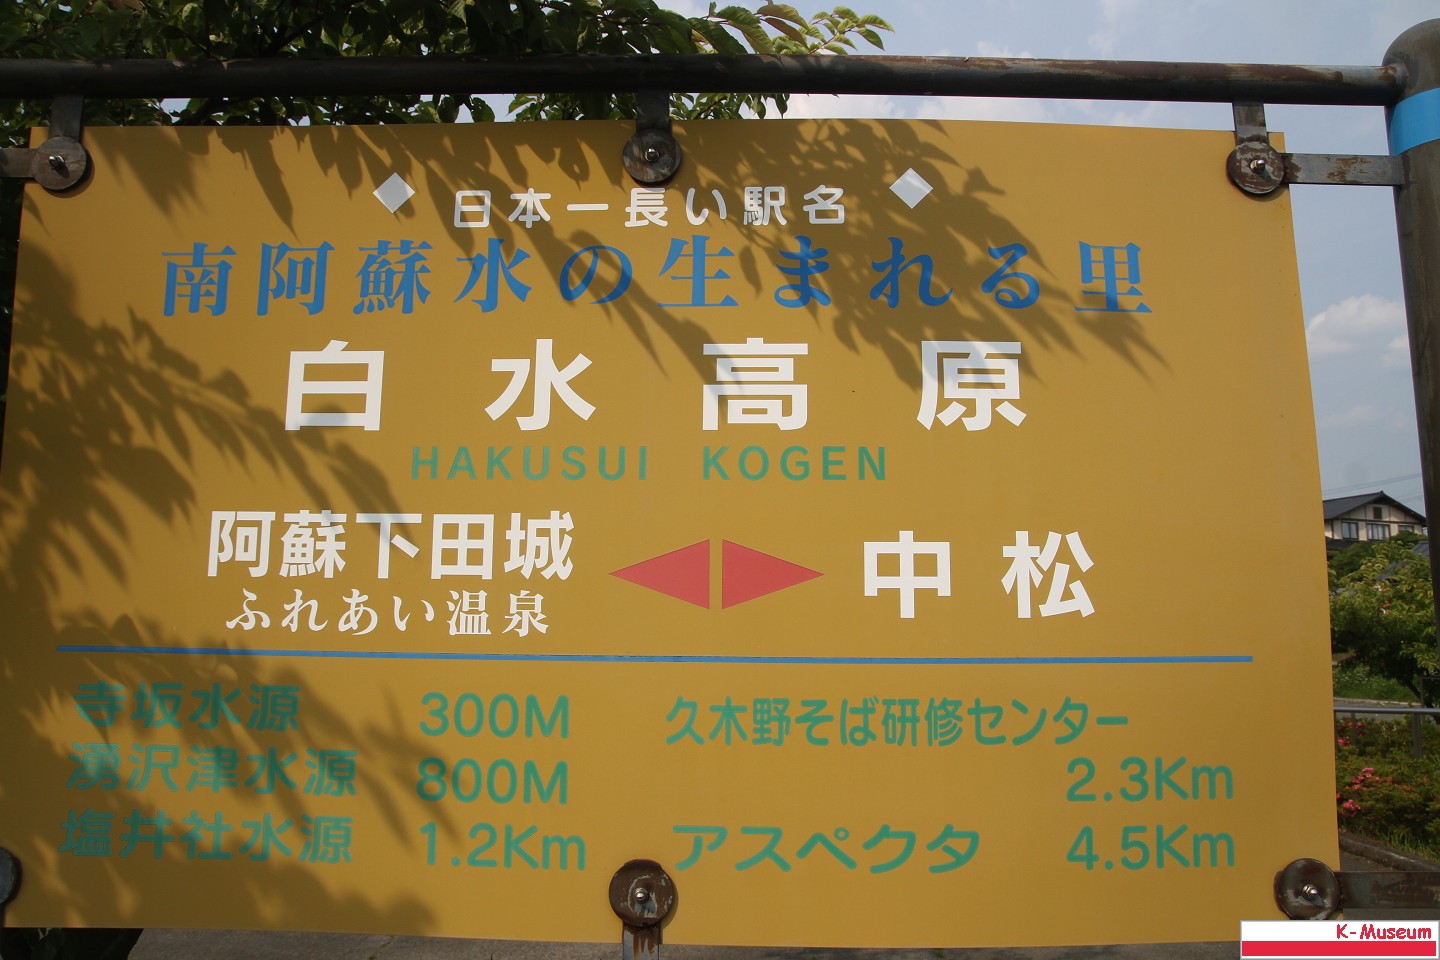 ◆ 日本一長い駅名 ◆
南阿蘇水の生まれる里
白水高原
HAKUSUI KOGEN
阿蘇下田城 ◀▶ 中松
ふれあい温泉
寺坂水源 300M 久木野そば研修センター
湧沢津水源 800M 2.3Km
塩井社水源 1.2Km アスペクタ 4.5Km
K-Museum